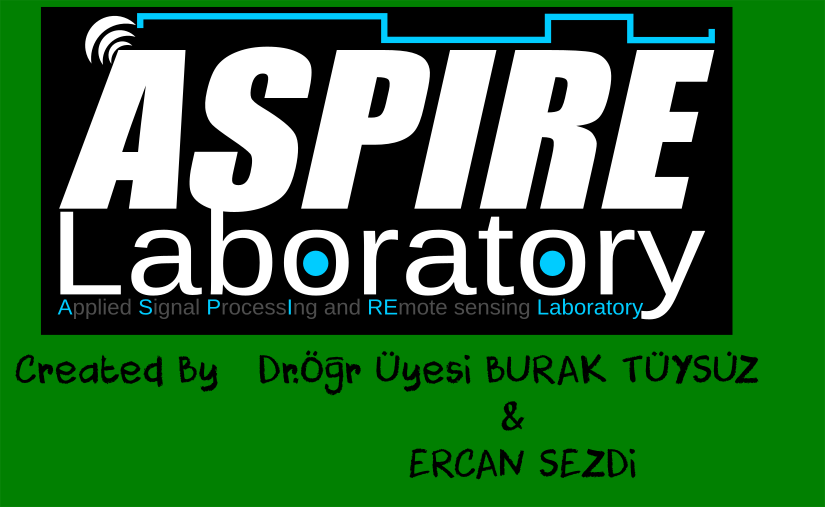 ASPIRE
Laboratory
Applied Signal ProcessIng and REmote sensing Laboratory
Created By Dr.Öğr Üyesi BURAK TÜYSÜZ
&
ERCAN SEZDi